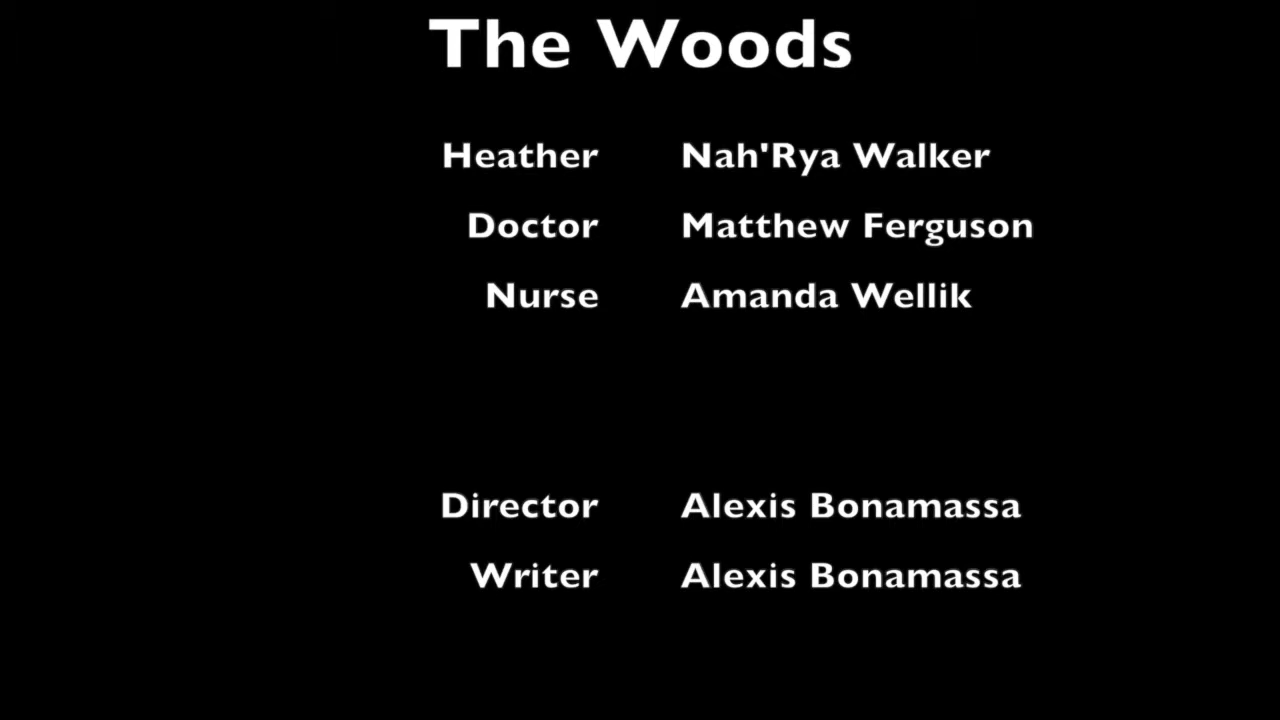 The Woods
Heather Nah'Rya Walker
Doctor Matthew Ferguson
Nurse Amanda Wellik
Director Alexis Bonamassa
Writer Alexis Bonamassa